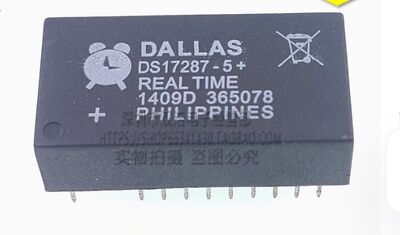 DALLAS
DS17287-5+
REAL TIME
1409D 365078
+ PHILIPPINES
实物拍摄 盗图必究